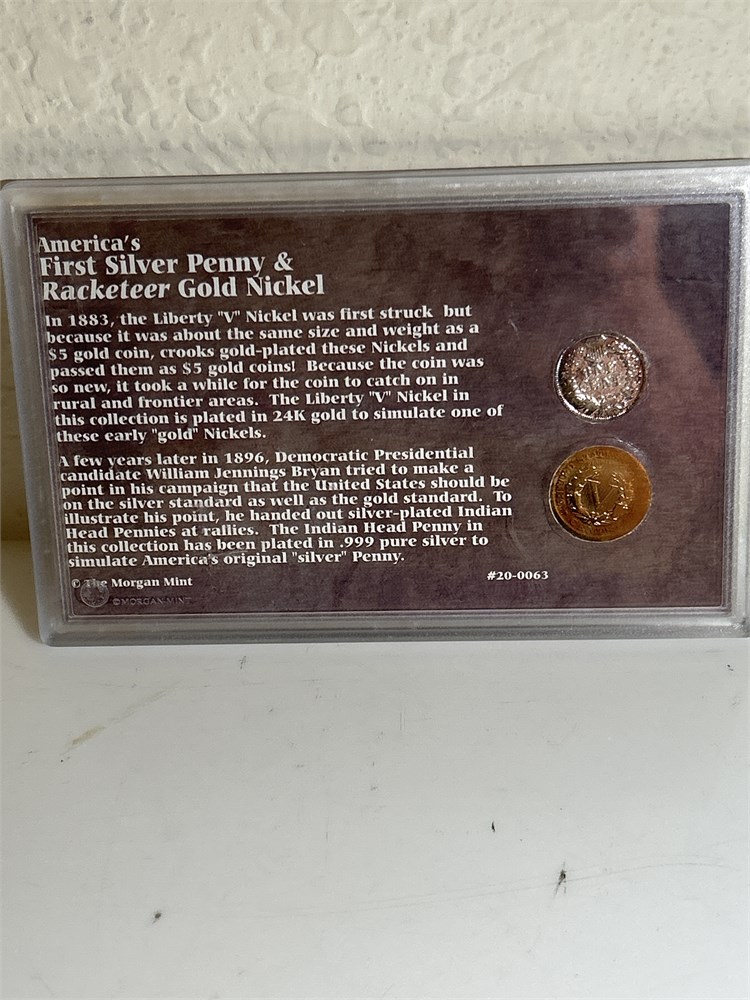 America's
First Silver Penny &
Racketeer Gold Nickel
In 1883, the Liberty "V" Nickel was first struck but
because it was about the same size and weight as a
$5 gold coin, crooks gold-plated these Nickels and
passed them as $5 gold coins! Because the coin was
so new, it took a while for the coin to catch on in
rural and frontier areas. The Liberty "V" Nickel in
this collection is plated in 24K gold to simulate one of
these early "gold" Nickels.
A few years later in 1896, Democratic Presidential
candidate William Jennings Bryan tried to make a
point in his campaign that the United States should be
on the silver standard as well as the gold standard. To
illustrate his point, he handed out silver-plated Indian
Head Pennies at rallies. The Indian Head Penny in
this collection has been plated in .999 pure silver to
simulate America's original "silver" Penny.
© The Morgan Mint
#20-0063
©MORGAN MINT
V